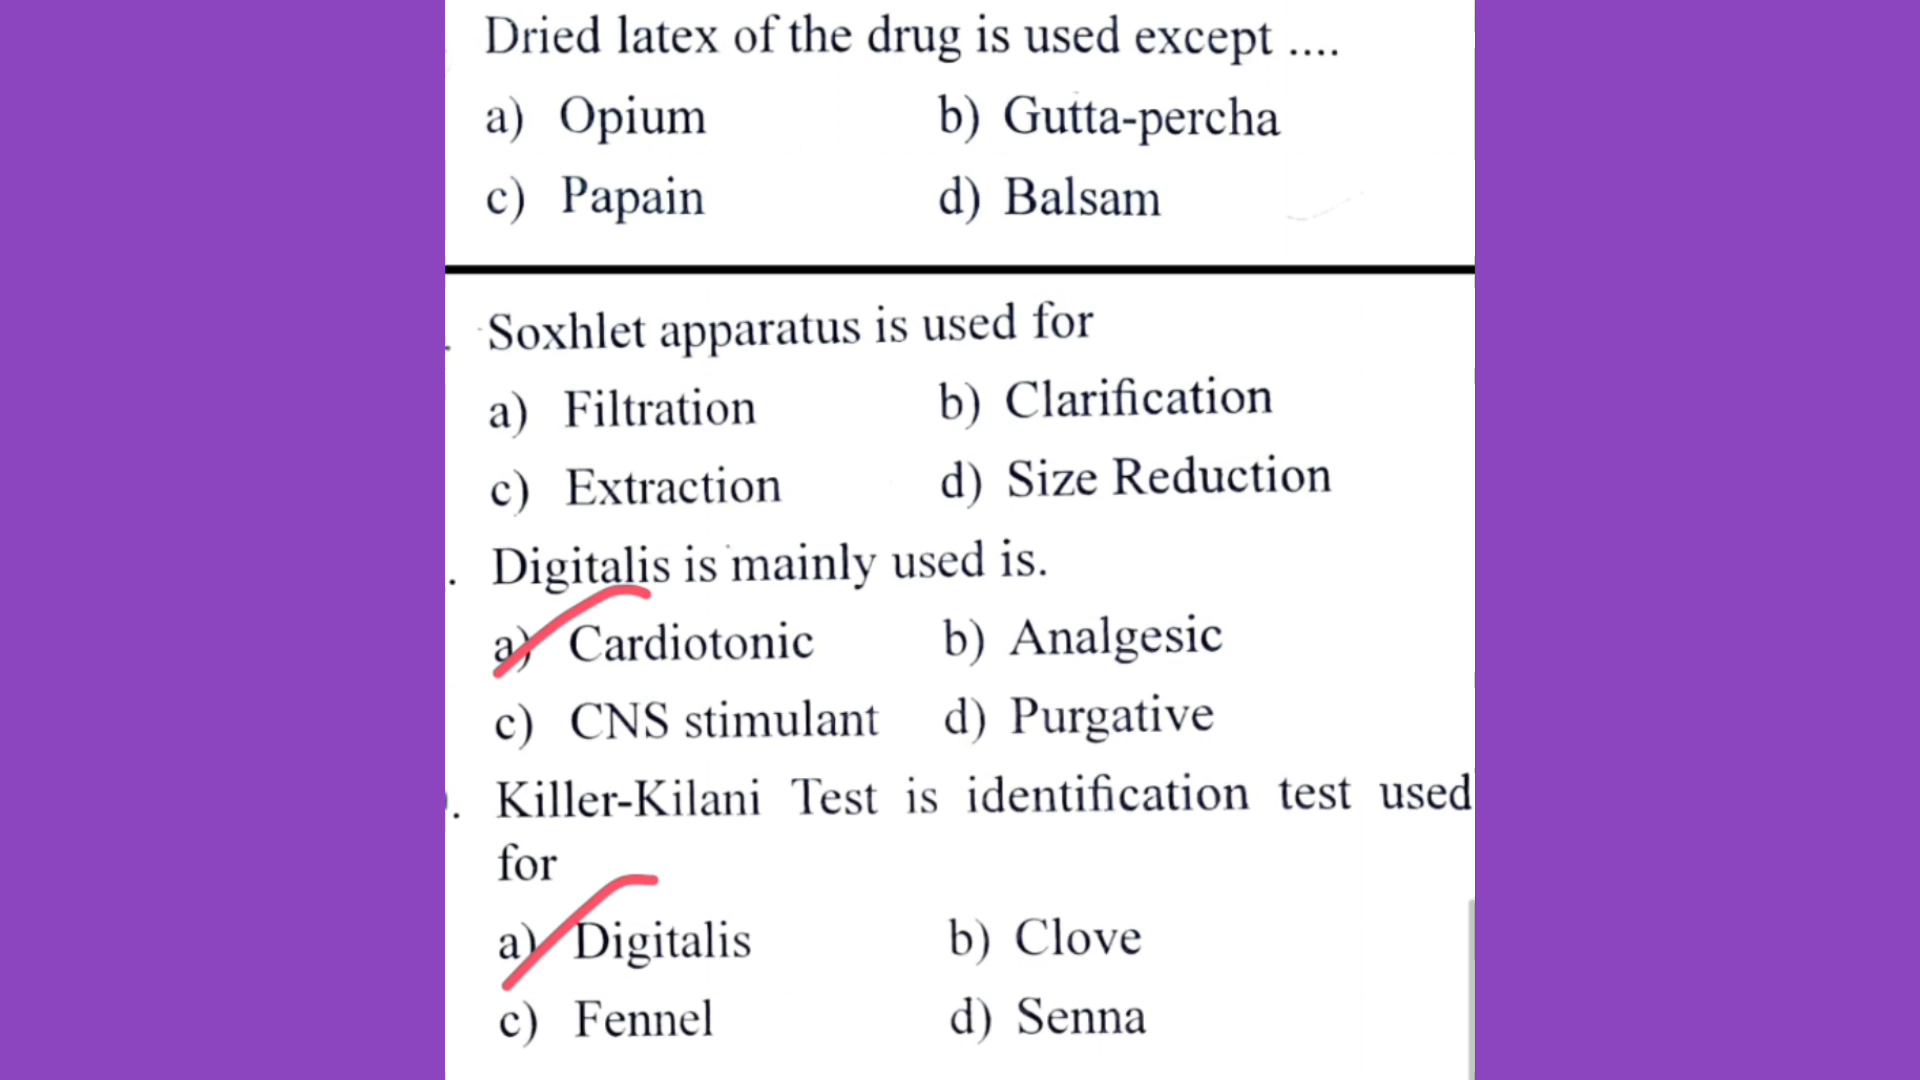 Dried latex of the drug is used except ....
a) Opium b) Gutta-percha
c) Papain d) Balsam
. Soxhlet apparatus is used for
a) Filtration b) Clarification
c) Extraction d) Size Reduction
. Digitalis is mainly used is.
a) Cardiotonic b) Analgesic
c) CNS stimulant d) Purgative
. Killer-Kilani Test is identification test used
for
a) Digitalis b) Clove
c) Fennel d) Senna